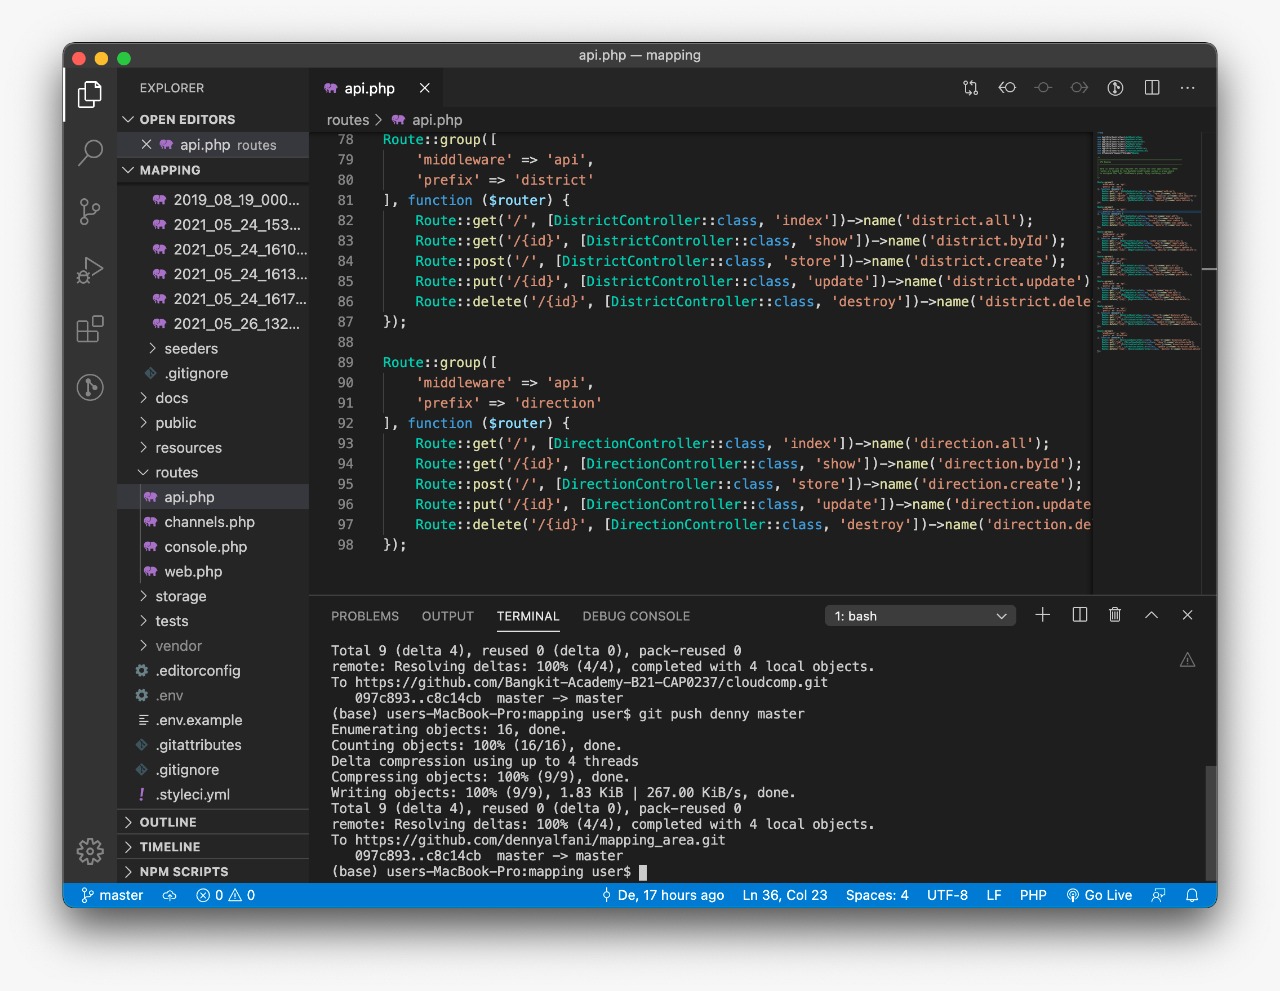 api.php — mapping
EXPLORER
OPEN EDITORS
api.php routes
MAPPING
2019_08_19_000...
2021_05_24_153...
2021_05_24_1610...
2021_05_24_1613...
2021_05_24_1617...
2021_05_26_132...
seeders
.gitignore
docs
public
resources
routes
api.php
channels.php
console.php
web.php
storage
tests
vendor
.editorconfig
.env
.env.example
.gitattributes
.gitignore
.styleci.yml
OUTLINE
TIMELINE
NPM SCRIPTS
api.php
routes > api.php
78 Route::group([
79     'middleware' => 'api',
80     'prefix' => 'district'
81 ], function ($router) {
82     Route::get('/', [DistrictController::class, 'index'])->name('district.all');
83     Route::get('/{id}', [DistrictController::class, 'show'])->name('district.byId');
84     Route::post('/', [DistrictController::class, 'store'])->name('district.create');
85     Route::put('/{id}', [DistrictController::class, 'update'])->name('district.update')
86     Route::delete('/{id}', [DistrictController::class, 'destroy'])->name('district.dele
87 });
88
89 Route::group([
90     'middleware' => 'api',
91     'prefix' => 'direction'
92 ], function ($router) {
93     Route::get('/', [DirectionController::class, 'index'])->name('direction.all');
94     Route::get('/{id}', [DirectionController::class, 'show'])->name('direction.byId');
95     Route::post('/', [DirectionController::class, 'store'])->name('direction.create');
96     Route::put('/{id}', [DirectionController::class, 'update'])->name('direction.update
97     Route::delete('/{id}', [DirectionController::class, 'destroy'])->name('direction.de
98 });
PROBLEMS OUTPUT TERMINAL DEBUG CONSOLE 1: bash
Total 9 (delta 4), reused 0 (delta 0), pack-reused 0
remote: Resolving deltas: 100% (4/4), completed with 4 local objects.
To https://github.com/Bangkit-Academy-B21-CAP0237/cloudcomp.git
   097c893..c8c14cb  master -> master
(base) users-MacBook-Pro:mapping user$ git push denny master
Enumerating objects: 16, done.
Counting objects: 100% (16/16), done.
Delta compression using up to 4 threads
Compressing objects: 100% (9/9), done.
Writing objects: 100% (9/9), 1.83 KiB | 267.00 KiB/s, done.
Total 9 (delta 4), reused 0 (delta 0), pack-reused 0
remote: Resolving deltas: 100% (4/4), completed with 4 local objects.
To https://github.com/dennyalfani/mapping_area.git
   097c893..c8c14cb  master -> master
(base) users-MacBook-Pro:mapping user$
master 0 0 De, 17 hours ago Ln 36, Col 23 Spaces: 4 UTF-8 LF PHP Go Live